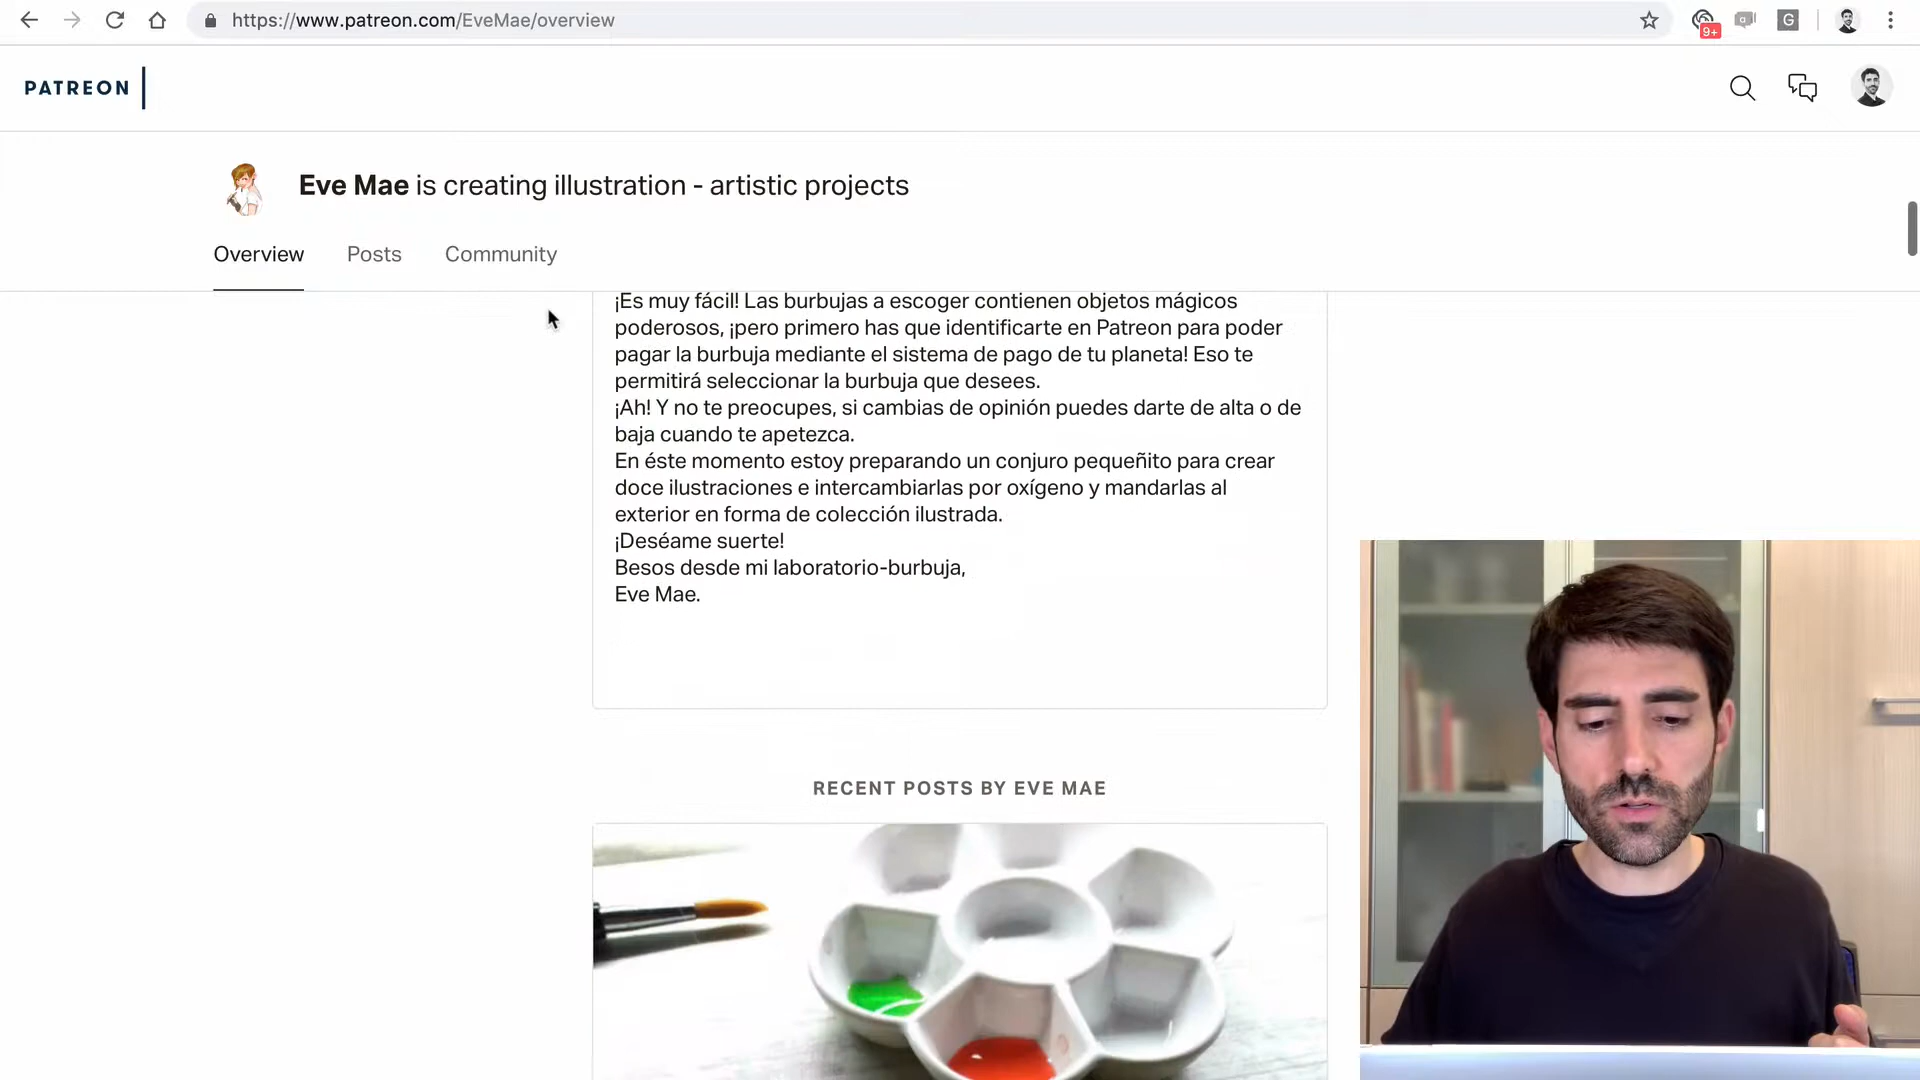 https://www.patreon.com/EveMae/overview
9+
G
PATREON
Eve Mae is creating illustration - artistic projects
Overview Posts Community
¡Es muy fácil! Las burbujas a escoger contienen objetos mágicos
poderosos, ¡pero primero has que identificarte en Patreon para poder
pagar la burbuja mediante el sistema de pago de tu planeta! Eso te
permitirá seleccionar la burbuja que desees.
¡Ah! Y no te preocupes, si cambias de opinión puedes darte de alta o de
baja cuando te apetezca.
En éste momento estoy preparando un conjuro pequeñito para crear
doce ilustraciones e intercambiarlas por oxígeno y mandarlas al
exterior en forma de colección ilustrada.
¡Deséame suerte!
Besos desde mi laboratorio-burbuja,
Eve Mae.
RECENT POSTS BY EVE MAE